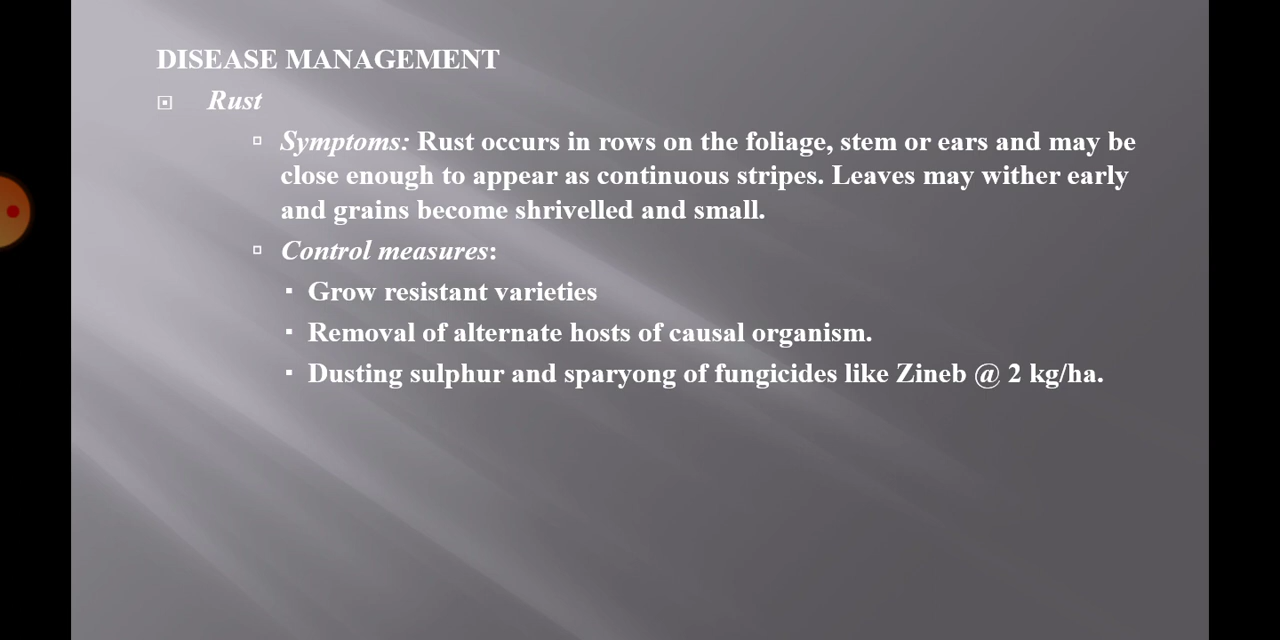 DISEASE MANAGEMENT
Rust
Symptoms: Rust occurs in rows on the foliage, stem or ears and may be
close enough to appear as continuous stripes. Leaves may wither early
and grains become shrivelled and small.
Control measures:
Grow resistant varieties
Removal of alternate hosts of causal organism.
Dusting sulphur and sparyong of fungicides like Zineb @ 2 kg/ha.